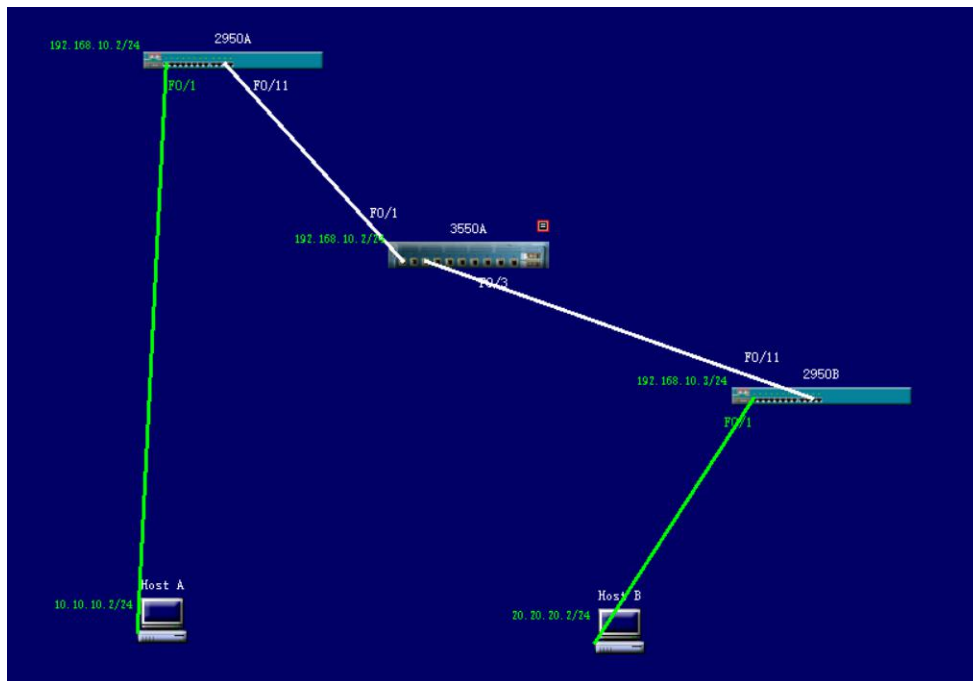 2950A
192.168.10.2/24
F0/1
F0/11
F0/1
3550A
192.168.10.2/24
F0/3
F0/11
2950B
192.168.10.3/24
F0/1
Host A
10.10.10.2/24
Host B
20.20.20.2/24